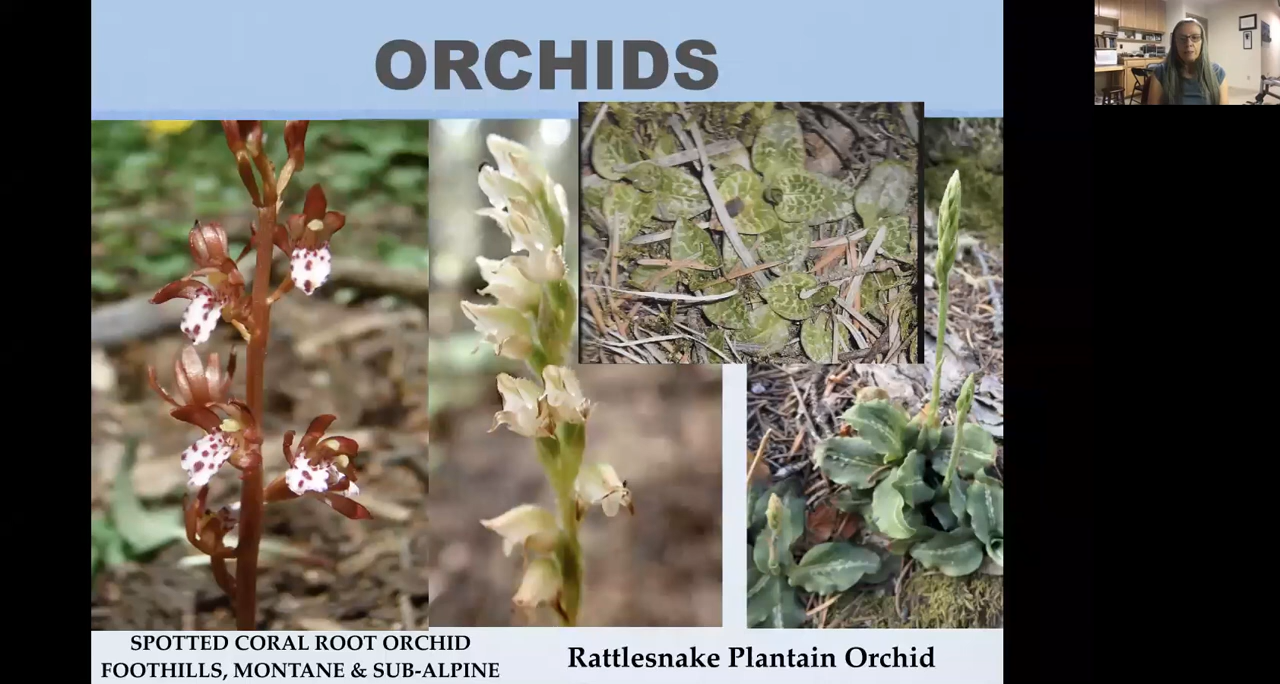 ORCHIDS
SPOTTED CORAL ROOT ORCHID
FOOTHILLS, MONTANE & SUB-ALPINE
Rattlesnake Plantain Orchid